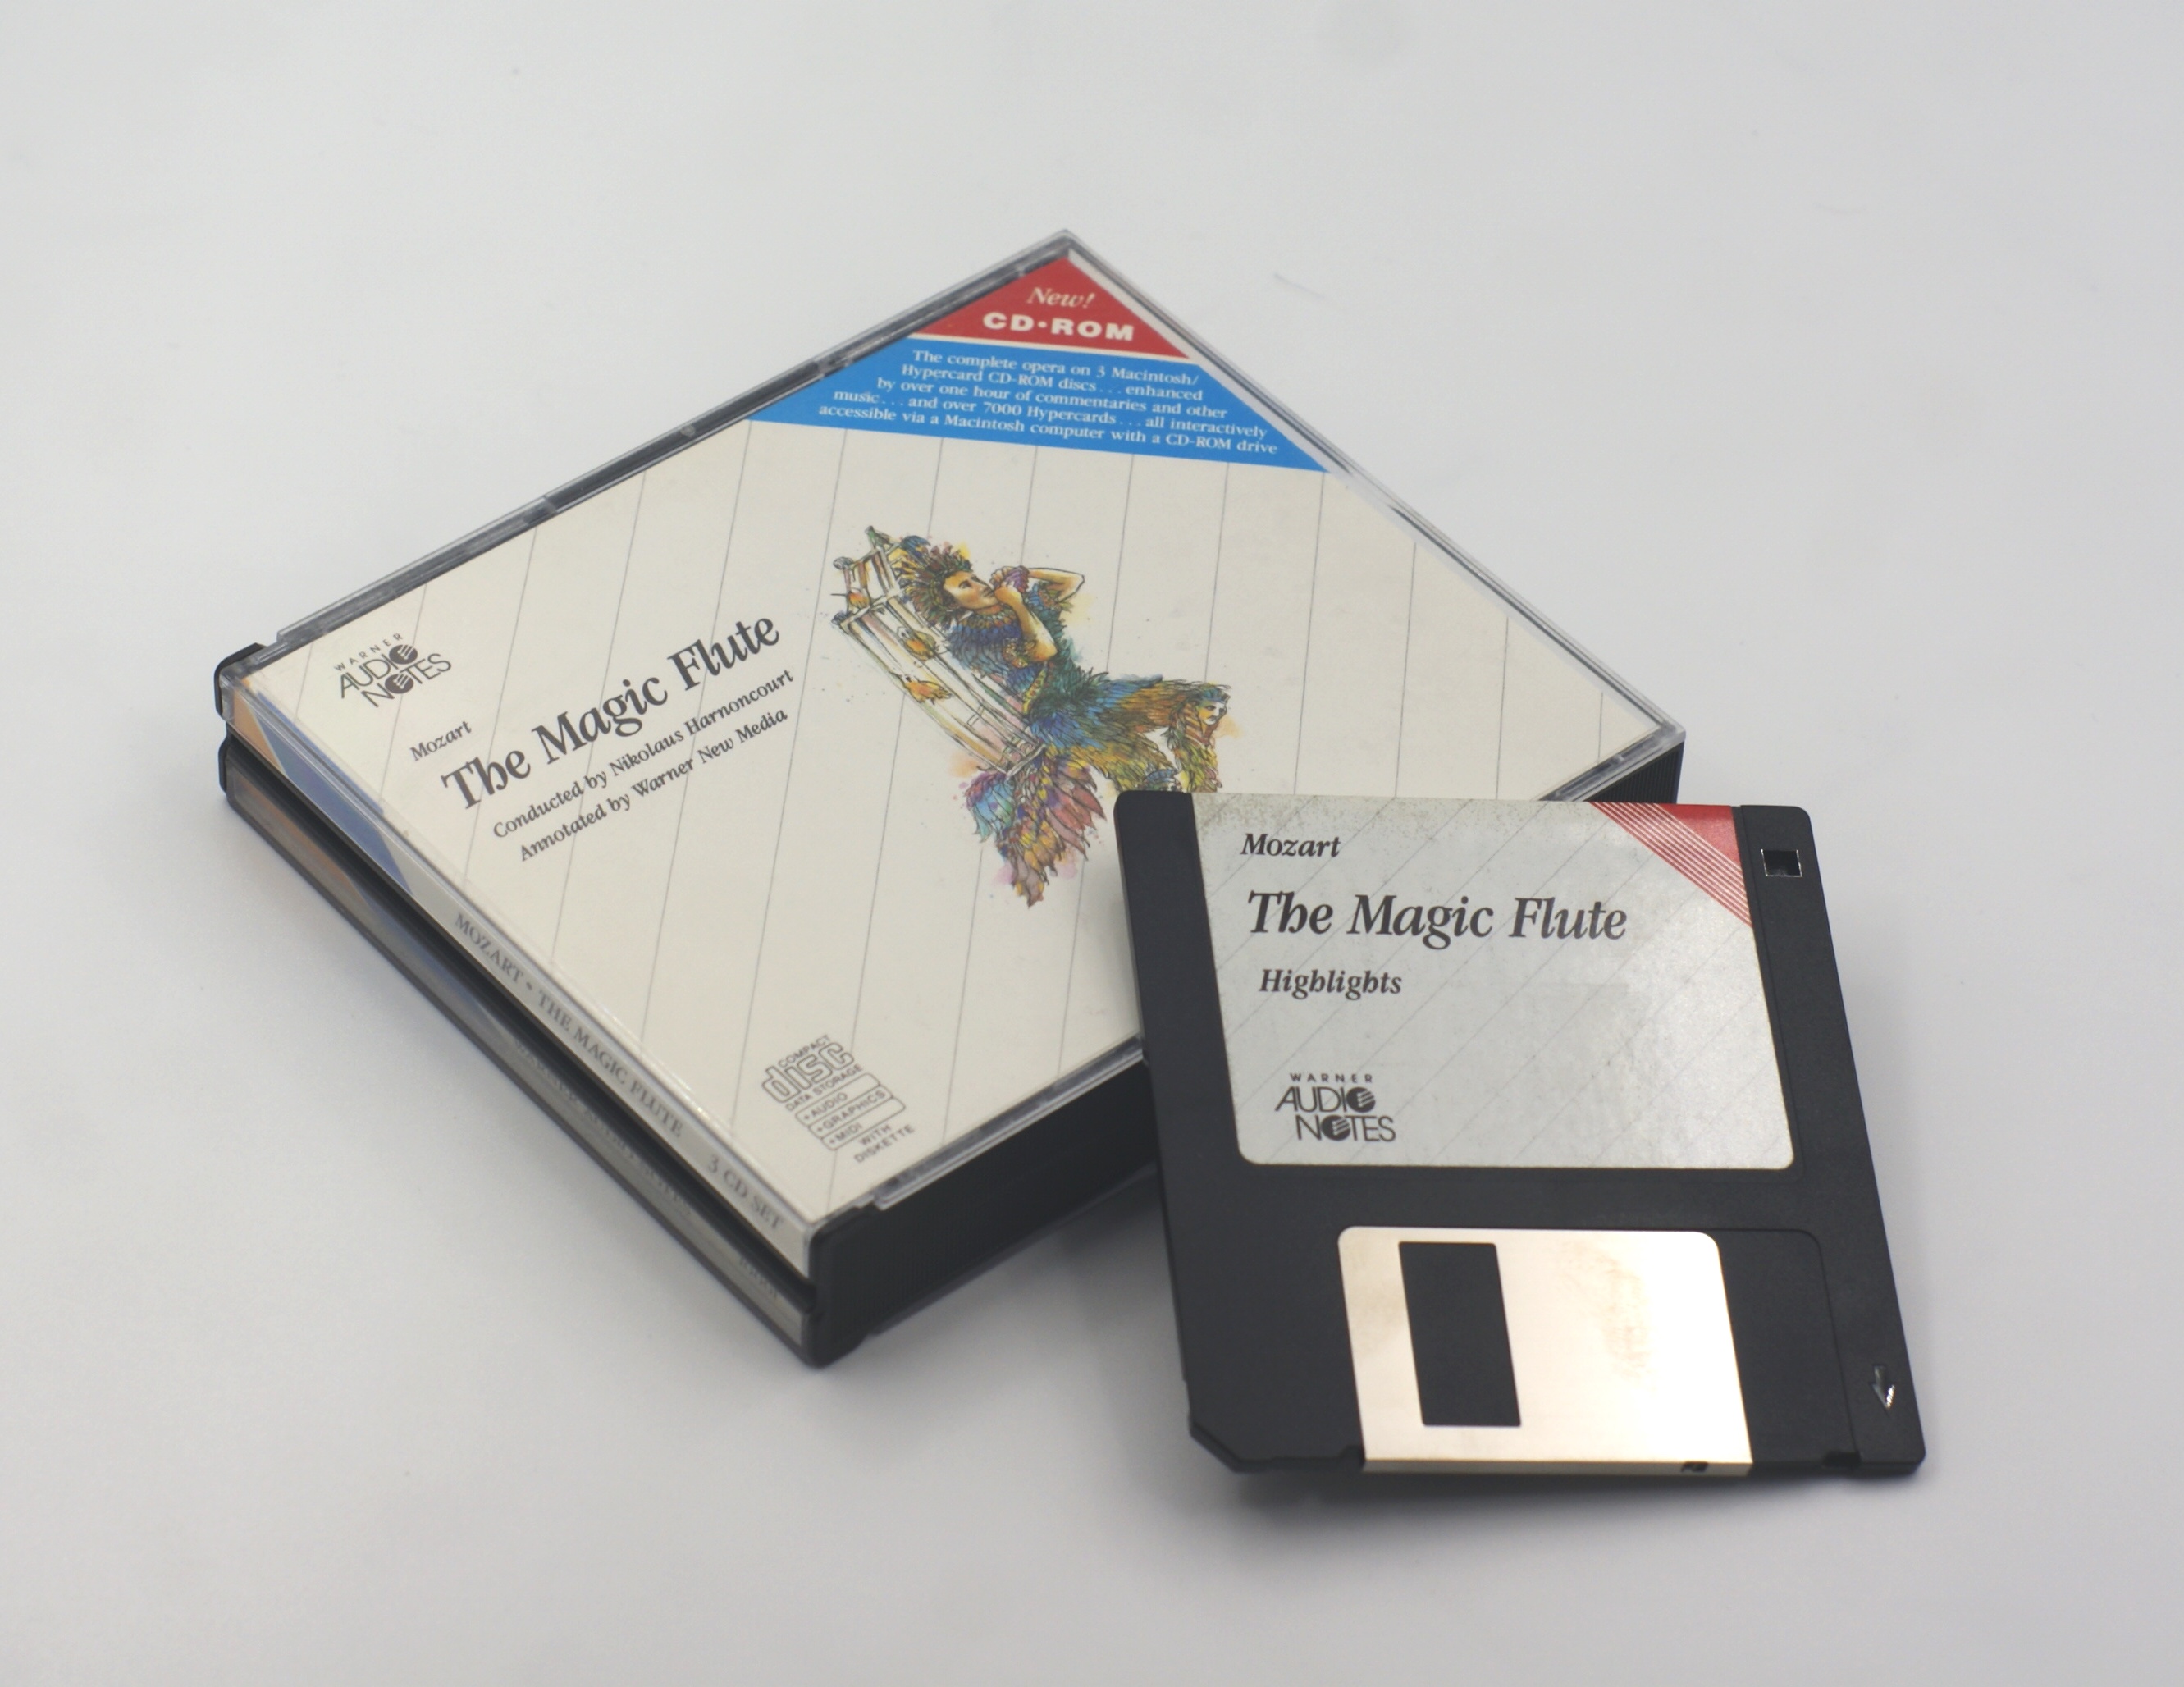 New!
CD•ROM
The complete opera on 3 Macintosh/
Hypercard CD-ROM discs...enhanced
by over one hour of commentaries and other
music...and over 7000 Hypercards...all interactively
accessible via a Macintosh computer with a CD-ROM drive
WARNER
AUDIO
NOTES
Mozart
The Magic Flute
Conducted by Nikolaus Harnoncourt
Annotated by Warner New Media
COMPACT
disc
DATA STORAGE
+AUDIO
+GRAPHICS
+MIDI
WITH
DISKETTE
MOZART • THE MAGIC FLUTE 3 CD SET
Mozart
The Magic Flute
Highlights
WARNER
AUDIO
NOTES